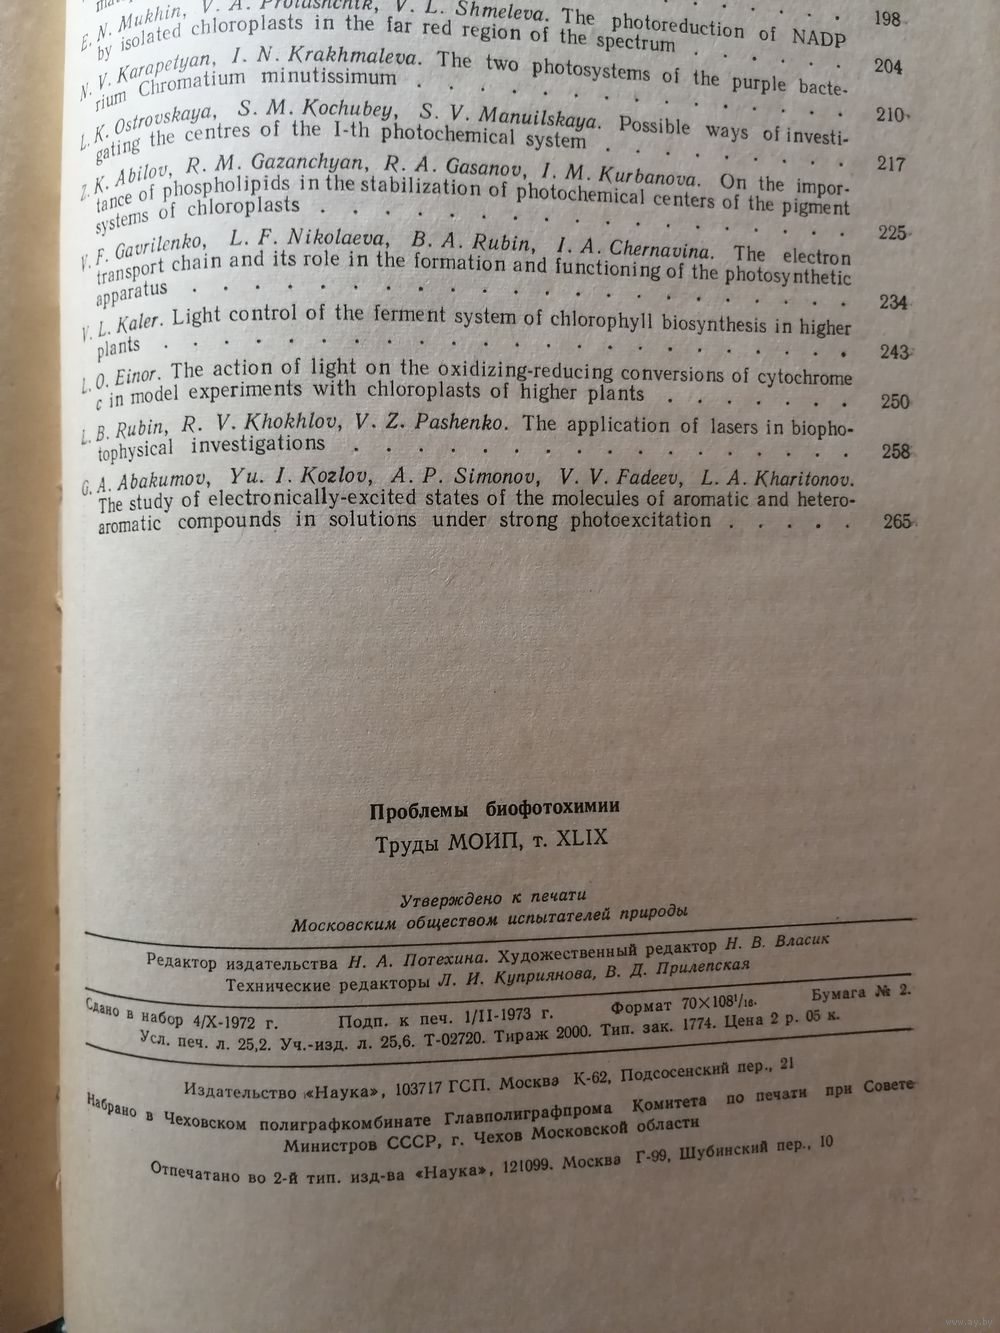 E. N. Mukhin, V. A. Protashchik, V. L. Shmeleva. The photoreduction of NADP
by isolated chloroplasts in the far red region of the spectrum . . . . . . 198
N. V. Karapetyan, I. N. Krakhmaleva. The two photosystems of the purple bacte- 204
rium Chromatium minutissimum . . . . . . . . . . . . . .
L. K. Ostrovskaya, S. M. Kochubey, S. V. Manuilskaya. Possible ways of investi- 210
gating the centres of the I-th photochemical system . . . . . . . .
Z. K. Abilov, R. M. Gazanchyan, R. A. Gasanov, I. M. Kurbanova. On the impor- 217
tance of phospholipids in the stabilization of photochemical centers of the pigment
systems of chloroplasts . . . . . . . . . . . . . . . . . . 225
V. F. Gavrilenko, L. F. Nikolaeva, B. A. Rubin, I. A. Chernavina. The electron
transport chain and its role in the formation and functioning of the photosynthetic
apparatus . . . . . . . . . . . . . . . . . . . . . 234
V. L. Kaler. Light control of the ferment system of chlorophyll biosynthesis in higher
plants . . . . . . . . . . . . . . . . . . . . . . 243
L. O. Einor. The action of light on the oxidizing-reducing conversions of cytochrome
c in model experiments with chloroplasts of higher plants . . . . . . . 250
L. B. Rubin, R. V. Khokhlov, V. Z. Pashenko. The application of lasers in biopho-
tophysical investigations . . . . . . . . . . . . . . . . 258
G. A. Abakumov, Yu. I. Kozlov, A. P. Simonov, V. V. Fadeev, L. A. Kharitonov.
The study of electronically-excited states of the molecules of aromatic and hetero-
aromatic compounds in solutions under strong photoexcitation . . . . . 265
Проблемы биофотохимии
Труды МОИП, т. XLIX
Утверждено к печати
Московским обществом испытателей природы
Редактор издательства Н. А. Потехина. Художественный редактор Н. В. Власик
Технические редакторы Л. И. Куприянова, В. Д. Прилепская
Сдано в набор 4/X-1972 г. Подп. к печ. 1/II-1973 г. Формат 70×108¹/₁₆. Бумага № 2.
Усл. печ. л. 25,2. Уч.-изд. л. 25,6. Т-02720. Тираж 2000. Тип. зак. 1774. Цена 2 р. 05 к.
Издательство «Наука», 103717 ГСП. Москва К-62, Подсосенский пер., 21
Набрано в Чеховском полиграфкомбинате Главполиграфпрома Комитета по печати при Совете
Министров СССР, г. Чехов Московской области
Отпечатано во 2-й тип. изд-ва «Наука», 121099. Москва Г-99, Шубинский пер., 10
www.ay.by